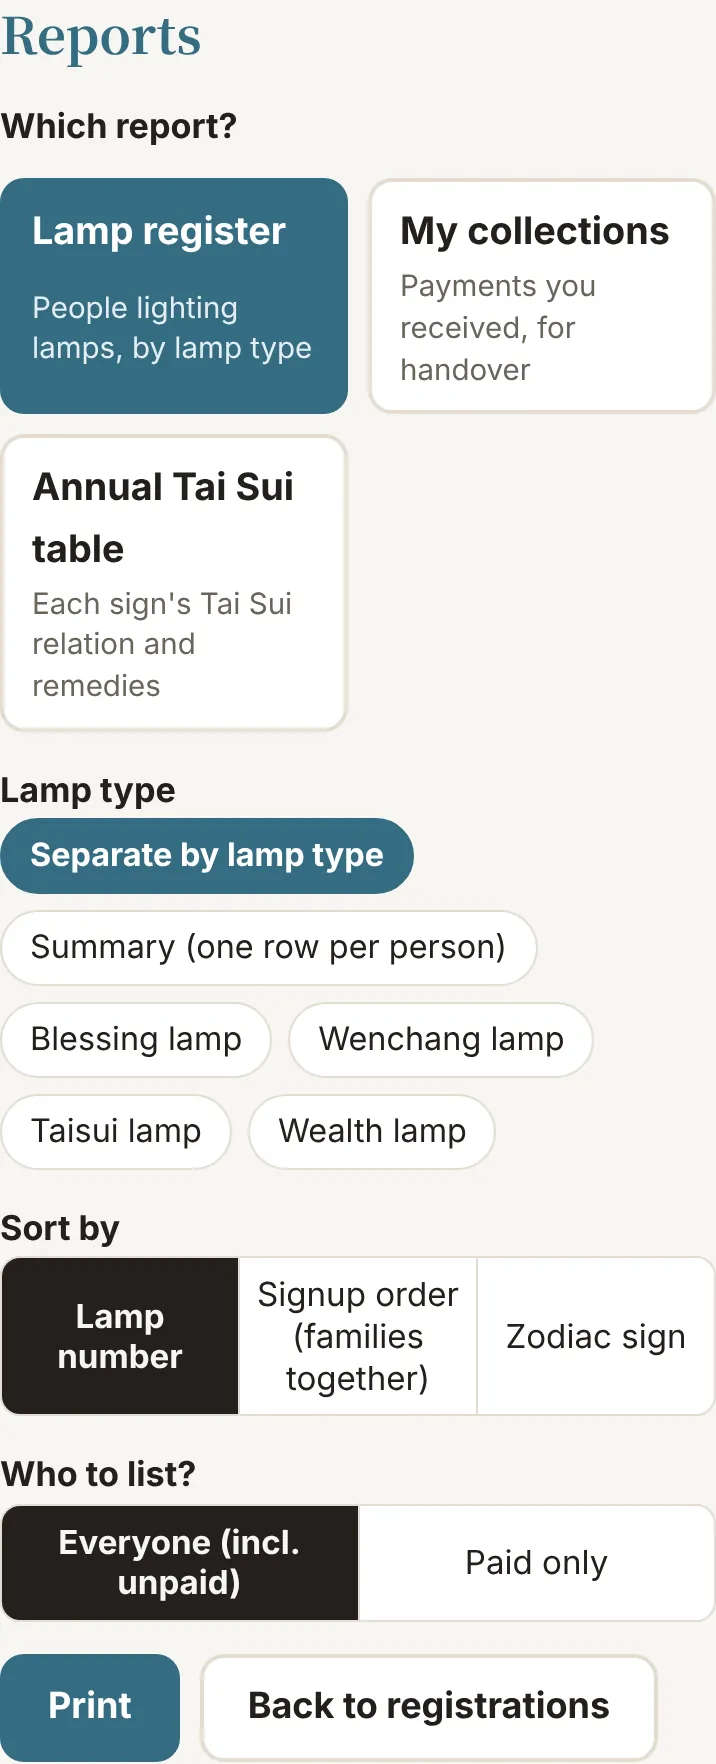 Reports
Which report?
Lamp register
People lighting
lamps, by lamp type
My collections
Payments you
received, for
handover
Annual Tai Sui
table
Each sign's Tai Sui
relation and
remedies
Lamp type
Separate by lamp type
Summary (one row per person)
Blessing lamp
Wenchang lamp
Taisui lamp
Wealth lamp
Sort by
Lamp
number
Signup order
(families
together)
Zodiac sign
Who to list?
Everyone (incl.
unpaid)
Paid only
Print
Back to registrations